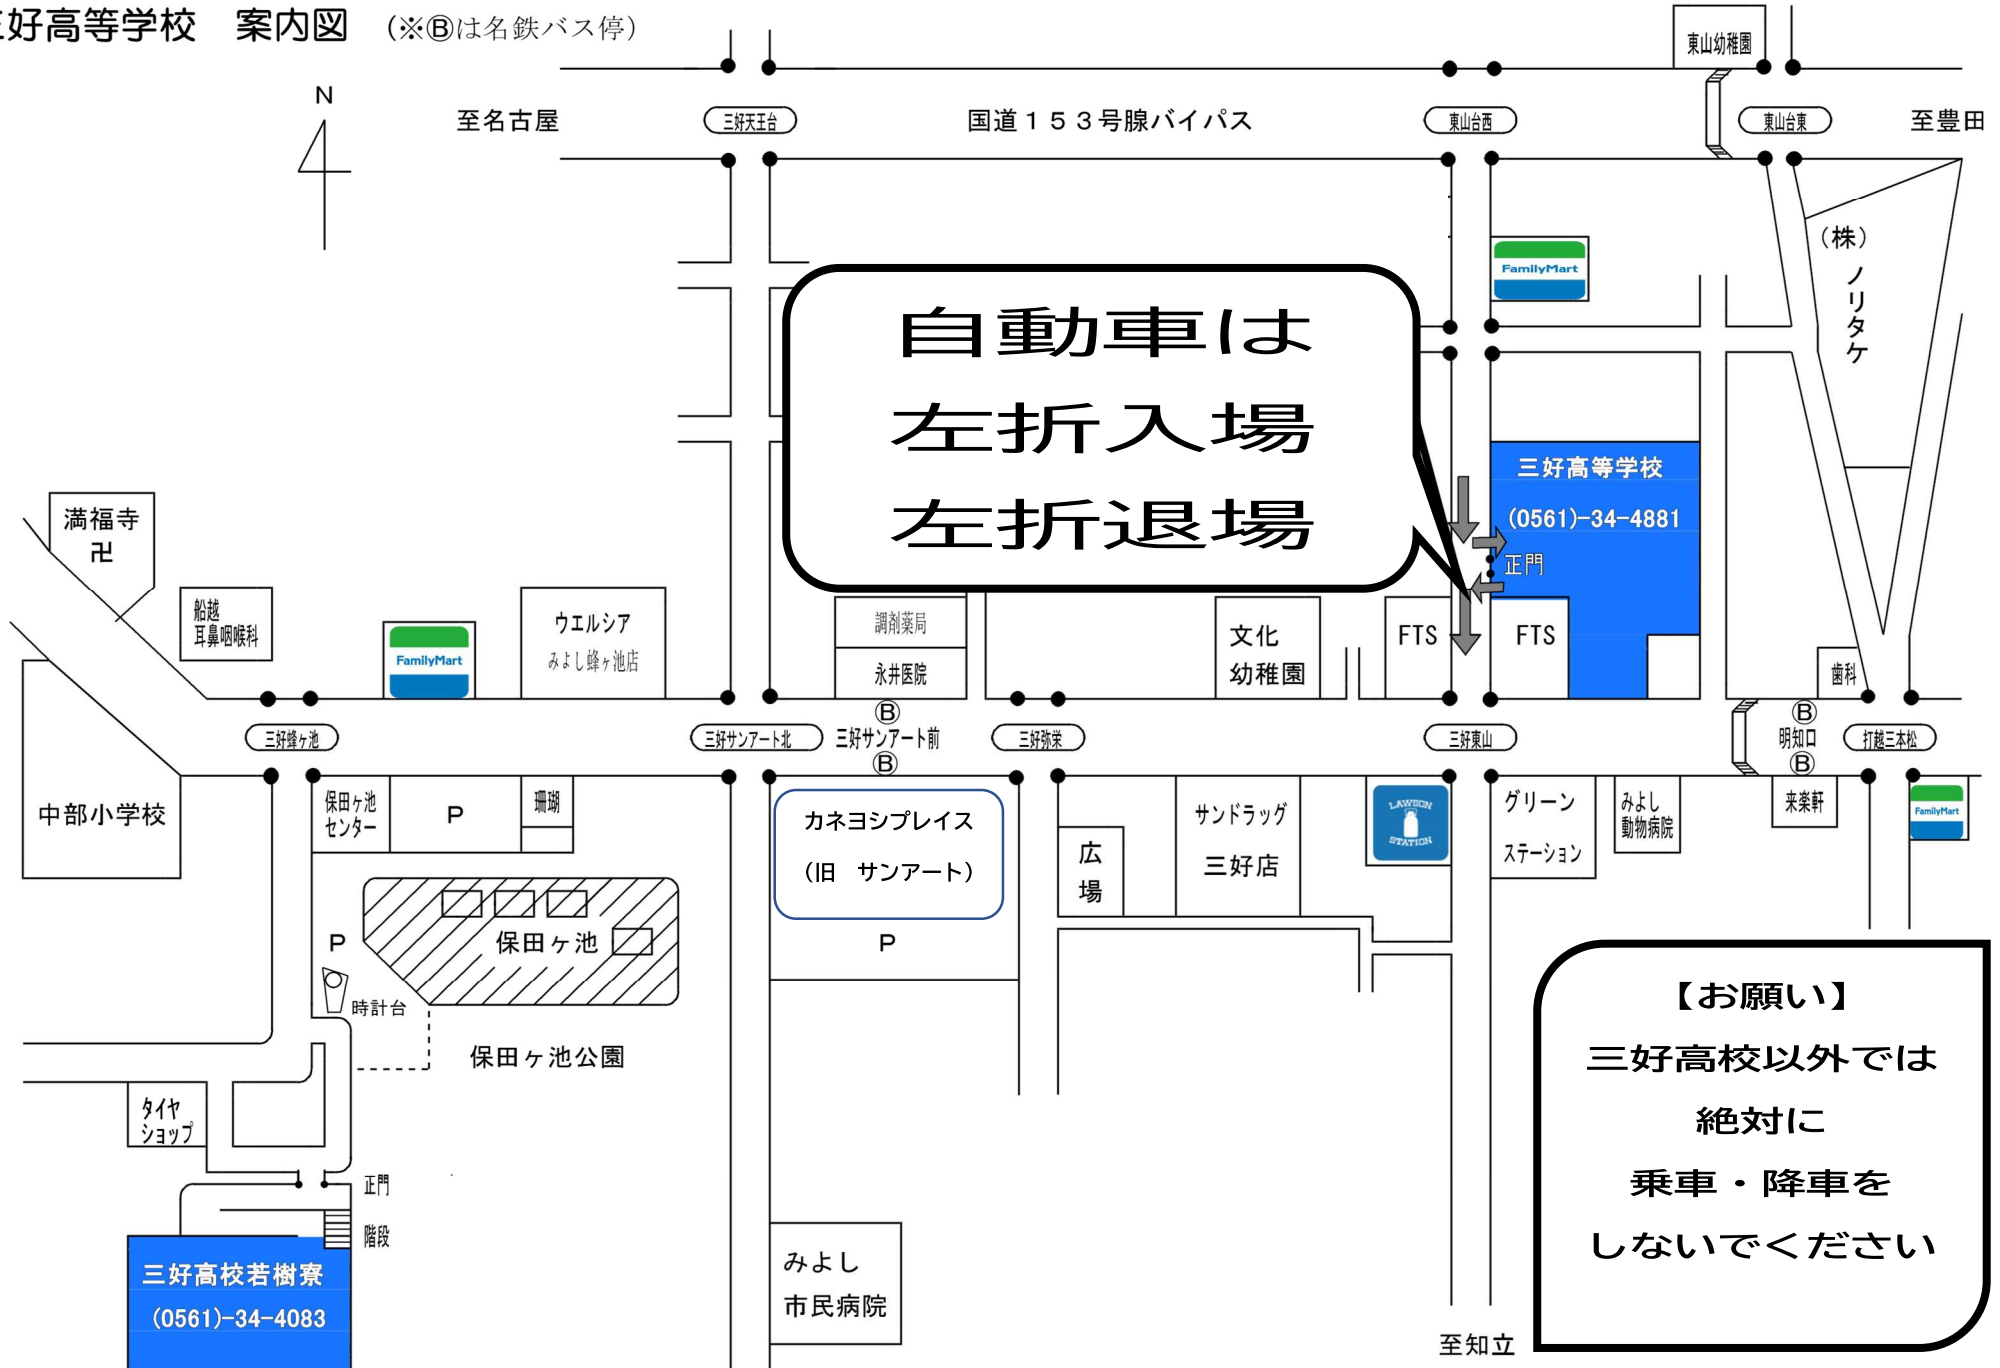 三好高等学校　案内図　(※Ⓑは名鉄バス停)
東山幼稚園
N
至名古屋
三好天王台
国道１５３号腺バイパス
東山台西
東山台東
至豊田
(株)ノリタケ
FamilyMart
自動車は
左折入場
左折退場
三好高等学校
(0561)-34-4881
正門
満福寺
卍
船越
耳鼻咽喉科
FamilyMart
ウエルシア
みよし蜂ヶ池店
調剤薬局
永井医院
文化
幼稚園
FTS
FTS
歯科
Ⓑ
三好サンアート前
Ⓑ
三好蜂ヶ池
三好サンアート北
三好弥栄
三好東山
Ⓑ
明知口
Ⓑ
打越三本松
中部小学校
保田ヶ池
センター
P
珊瑚
カネヨシプレイス
(旧　サンアート)
P
広
場
サンドラッグ
三好店
LAWSON
STATION
グリーン
ステーション
みよし
動物病院
来楽軒
FamilyMart
P
保田ヶ池
時計台
保田ヶ池公園
タイヤ
ショップ
正門
階段
三好高校若樹寮
(0561)-34-4083
みよし
市民病院
至知立
【お願い】
三好高校以外では
絶対に
乗車・降車を
しないでください